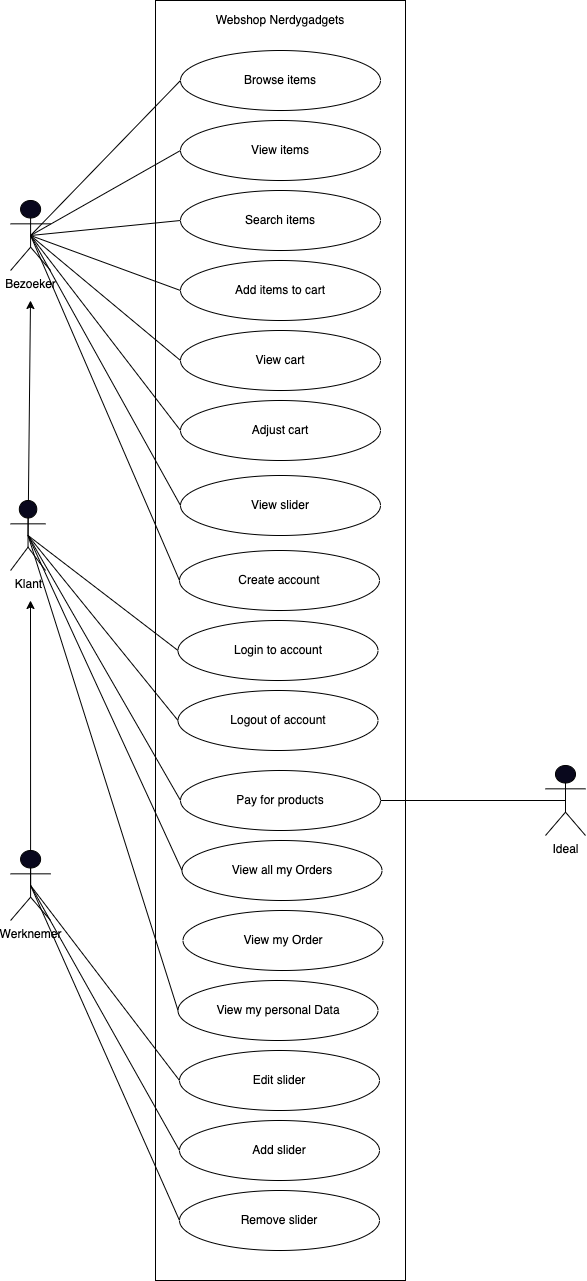 Webshop Nerdygadgets
Browse items
View items
Search items
Bezoeker
Add items to cart
View cart
Adjust cart
View slider
Create account
Klant
Login to account
Logout of account
Pay for products
Ideal
View all my Orders
Werknemer
View my Order
View my personal Data
Edit slider
Add slider
Remove slider